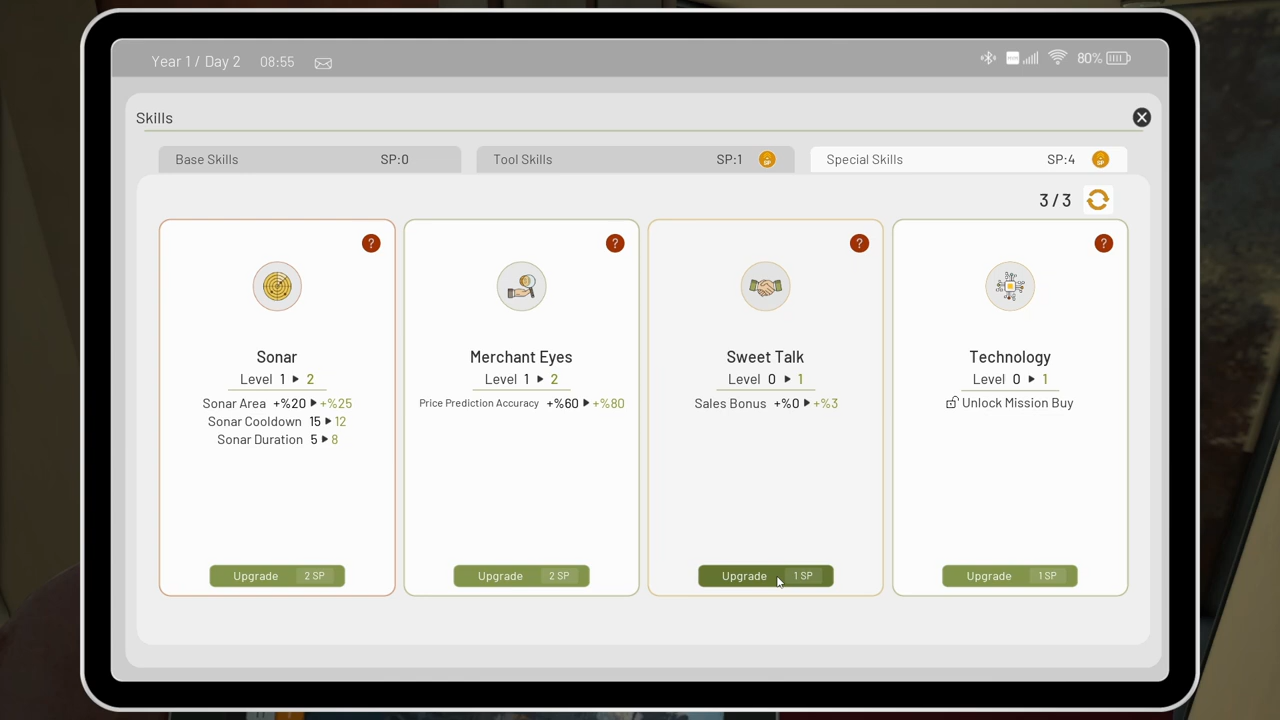 Year 1 / Day 2 08:55 80%
Skills
Base Skills SP:0 Tool Skills SP:1 SP Special Skills SP:4 SP
3 / 3
?
Sonar
Level 1 ▸ 2
Sonar Area +%20 ▸ +%25
Sonar Cooldown 15 ▸ 12
Sonar Duration 5 ▸ 8
Upgrade 2 SP
?
Merchant Eyes
Level 1 ▸ 2
Price Prediction Accuracy +%60 ▸ +%80
Upgrade 2 SP
?
Sweet Talk
Level 0 ▸ 1
Sales Bonus +%0 ▸ +%3
Upgrade 1 SP
?
Technology
Level 0 ▸ 1
Unlock Mission Buy
Upgrade 1 SP